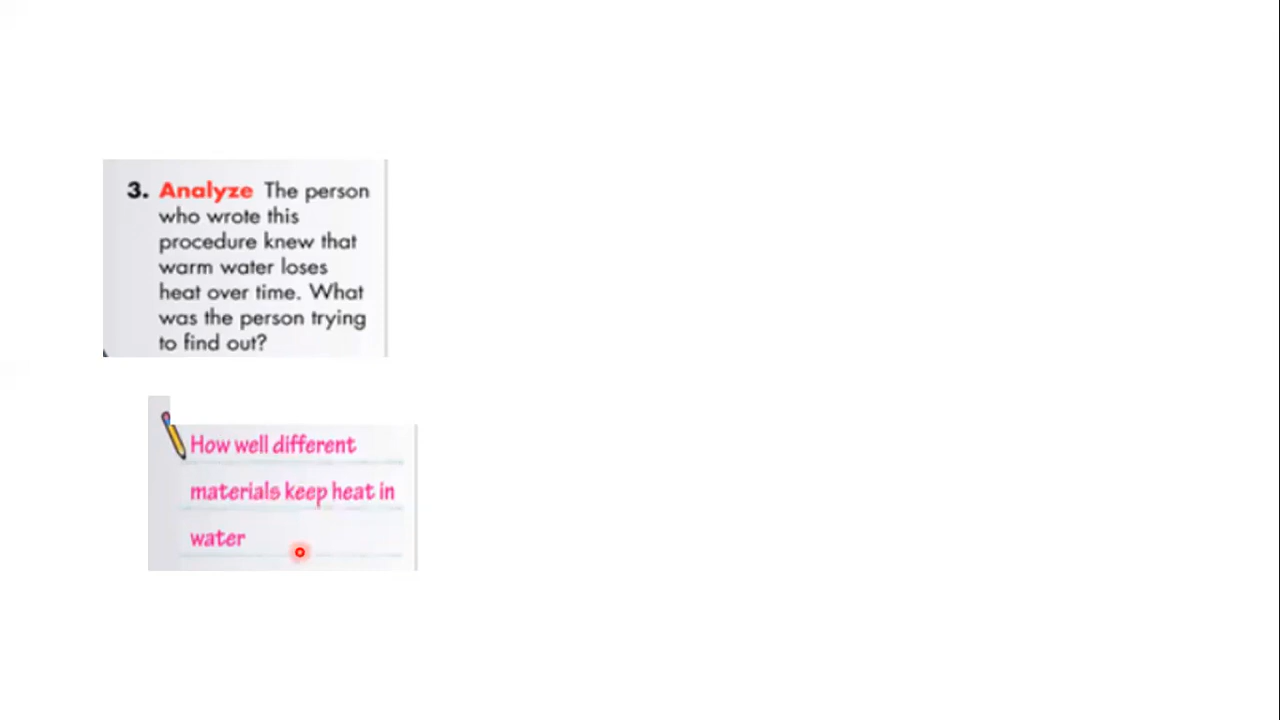 3. Analyze The person
who wrote this
procedure knew that
warm water loses
heat over time. What
was the person trying
to find out?
How well different
materials keep heat in
water